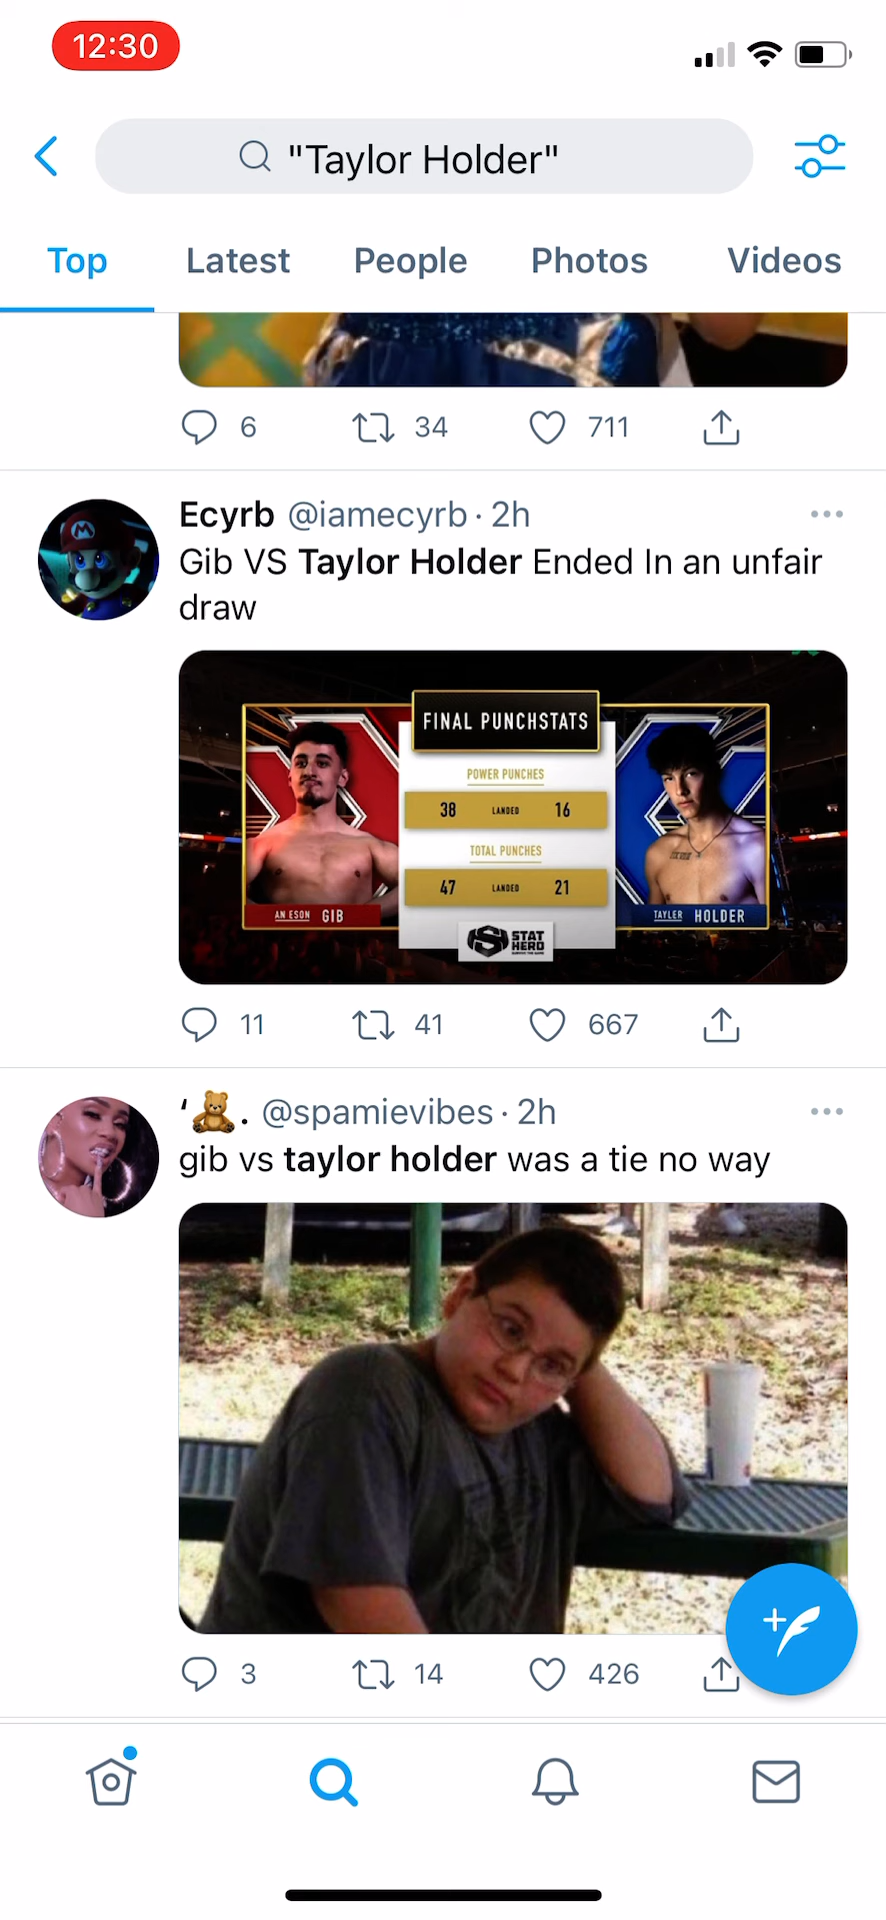 12:30
"Taylor Holder"
Top Latest People Photos Videos
6 34 711
Ecyrb @iamecyrb · 2h
Gib VS Taylor Holder Ended In an unfair
draw
FINAL PUNCHSTATS
POWER PUNCHES
38 LANDED 16
TOTAL PUNCHES
47 LANDED 21
AN ESON GIB
TAYLER HOLDER
STAT
HERO
11 41 667
‘🧸. @spamievibes · 2h
gib vs taylor holder was a tie no way
3 14 426